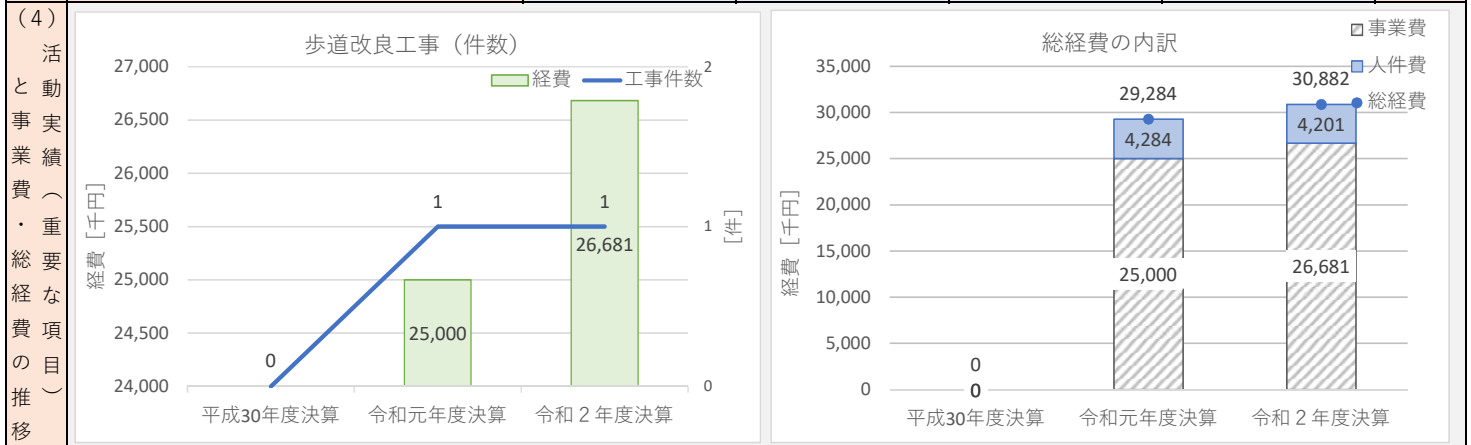 (4)
活動実績（重要な項目）
と事業費・総経費の推移
歩道改良工事（件数）
経費
工事件数
27,000
26,500
26,000
25,500
25,000
24,500
24,000
経費［千円］
2
1
0
[件]
0
1
1
25,000
26,681
平成30年度決算
令和元年度決算
令和２年度決算
総経費の内訳
事業費
人件費
総経費
35,000
30,000
25,000
20,000
15,000
10,000
5,000
0
経費［千円］
0
0
29,284
4,284
25,000
30,882
4,201
26,681
平成30年度決算
令和元年度決算
令和２年度決算